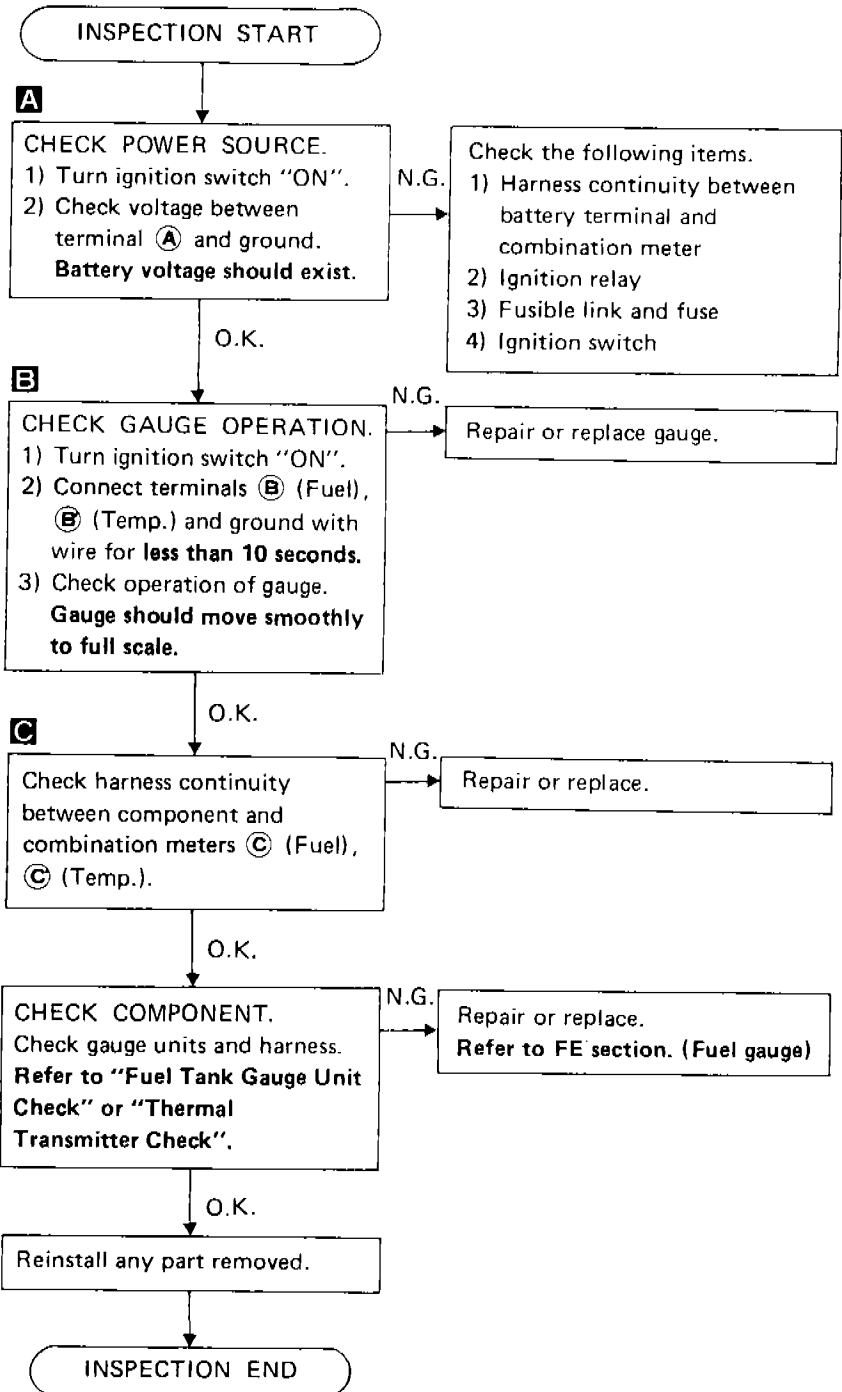 INSPECTION START
A
CHECK POWER SOURCE.
1) Turn ignition switch "ON".
2) Check voltage between
terminal Ⓐ and ground.
Battery voltage should exist.
N.G.
Check the following items.
1) Harness continuity between
battery terminal and
combination meter
2) Ignition relay
3) Fusible link and fuse
4) Ignition switch
O.K.
B
CHECK GAUGE OPERATION.
1) Turn ignition switch "ON".
2) Connect terminals Ⓑ (Fuel),
Ⓑ' (Temp.) and ground with
wire for less than 10 seconds.
3) Check operation of gauge.
Gauge should move smoothly
to full scale.
N.G.
Repair or replace gauge.
O.K.
C
Check harness continuity
between component and
combination meters Ⓒ (Fuel),
Ⓒ' (Temp.).
N.G.
Repair or replace.
O.K.
CHECK COMPONENT.
Check gauge units and harness.
Refer to "Fuel Tank Gauge Unit
Check" or "Thermal
Transmitter Check".
N.G.
Repair or replace.
Refer to FE section. (Fuel gauge)
O.K.
Reinstall any part removed.
INSPECTION END